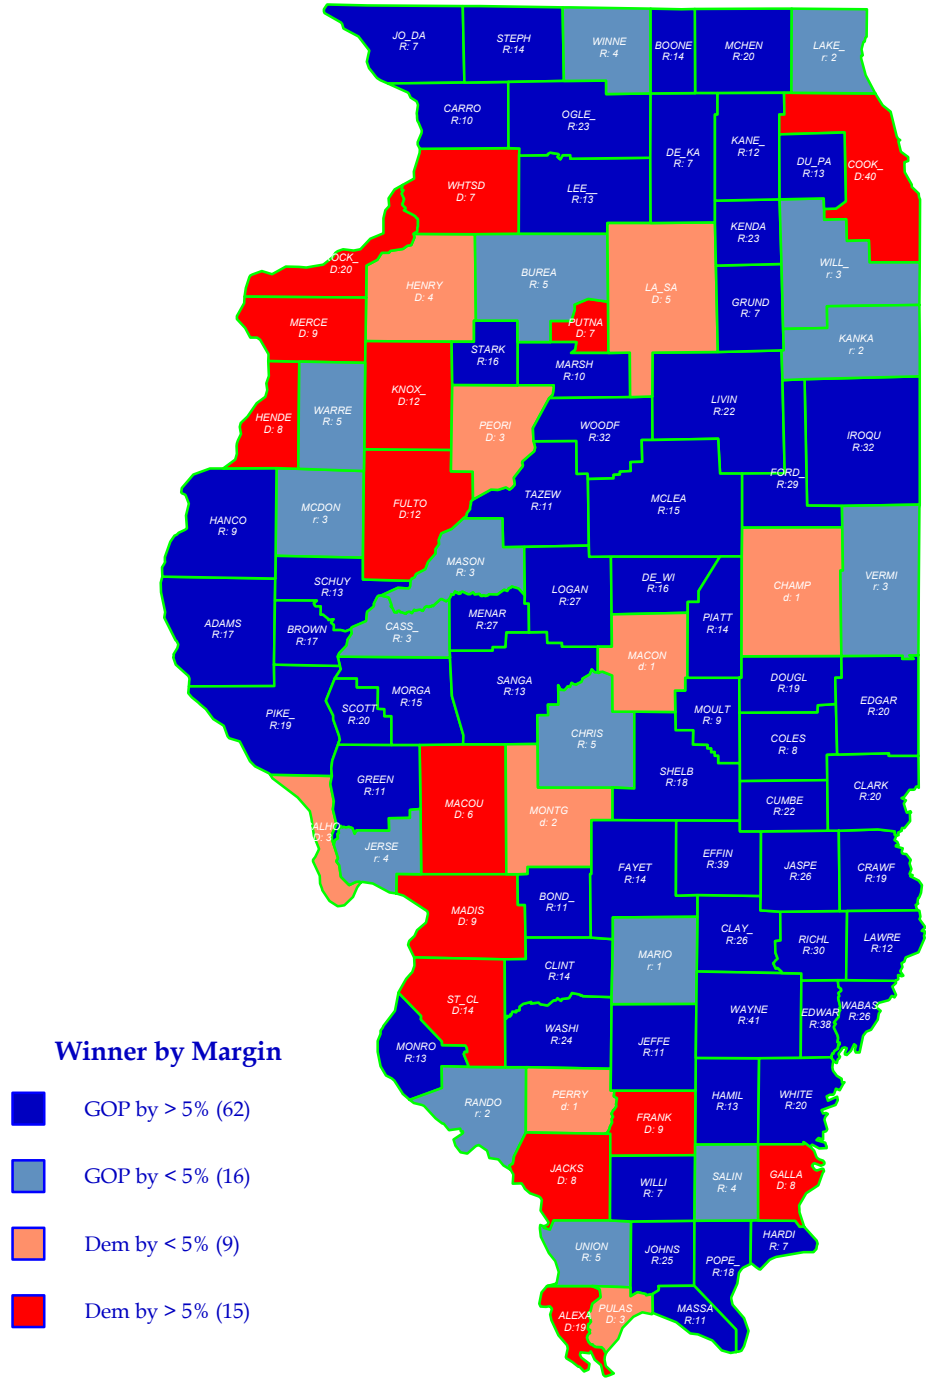 JO_DA
R: 7
STEPH
R:14
WINNE
R: 4
BOONE
R:14
MCHEN
R:20
LAKE_
r: 2
CARRO
R:10
OGLE_
R:23
DE_KA
R: 7
KANE_
R:12
DU_PA
R:13
COOK_
D:40
WHTSD
D: 7
LEE__
R:13
KENDA
R:23
OCK_
D:20
HENRY
D: 4
BUREA
R: 5
LA_SA
D: 5
WILL_
r: 3
GRUND
R: 7
MERCE
D: 9
PUTNA
D: 7
KANKA
r: 2
STARK
R:16
MARSH
R:10
HENDE
D: 8
WARRE
R: 5
KNOX_
D:12
PEORI
D: 3
WOODF
R:32
LIVIN
R:22
IROQU
R:32
FORD_
R:29
HANCO
R: 9
MCDON
r: 3
FULTO
D:12
TAZEW
R:11
MCLEA
R:15
MASON
R: 3
SCHUY
R:13
LOGAN
R:27
DE_WI
R:16
CHAMP
d: 1
VERMI
r: 3
ADAMS
R:17
BROWN
R:17
CASS_
R: 3
MENAR
R:27
PIATT
R:14
MACON
d: 1
PIKE_
R:19
SCOTT
R:20
MORGA
R:15
SANGA
R:13
CHRIS
R: 5
MOULT
R: 9
DOUGL
R:19
EDGAR
R:20
COLES
R: 8
GREEN
R:11
MACOU
D: 6
MONTG
d: 2
SHELB
R:18
CUMBE
R:22
CLARK
R:20
ALHO
D: 3
JERSE
r: 4
FAYET
R:14
EFFIN
R:39
JASPE
R:26
CRAWF
R:19
MADIS
D: 9
BOND_
R:11
CLAY_
R:26
RICHL
R:30
LAWRE
R:12
CLINT
R:14
MARIO
r: 1
ST_CL
D:14
WAYNE
R:41
EDWAR
R:38
WABAS
R:26
MONRO
R:13
WASHI
R:24
JEFFE
R:11
RANDO
r: 2
PERRY
d: 1
FRANK
D: 9
HAMIL
R:13
WHITE
R:20
JACKS
D: 8
WILLI
R: 7
SALIN
R: 4
GALLA
D: 8
UNION
R: 5
JOHNS
R:25
POPE_
R:18
HARDI
R: 7
ALEXA
D:19
PULAS
D: 3
MASSA
R:11
Winner by Margin
GOP by > 5% (62)
GOP by < 5% (16)
Dem by < 5% (9)
Dem by > 5% (15)